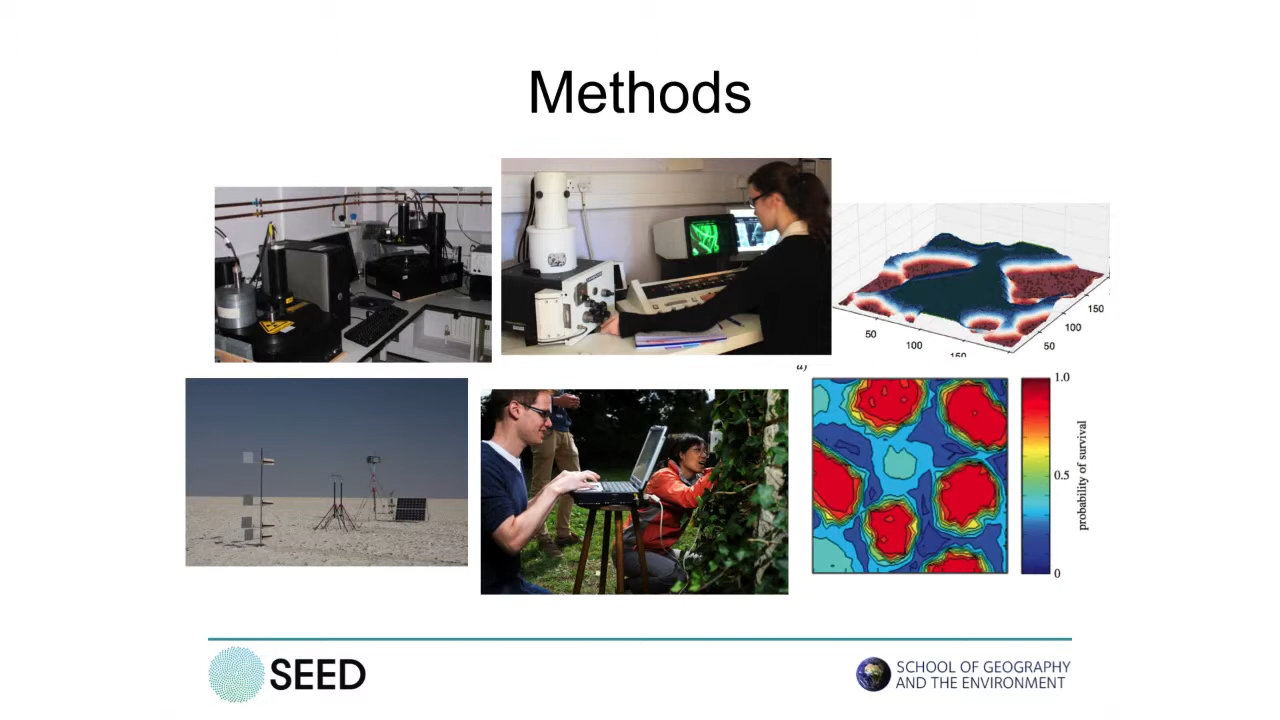 Methods
50
100
150
50
100
150
a)
1.0
0.5
0
probability of survival
SEED
SCHOOL OF GEOGRAPHY
AND THE ENVIRONMENT